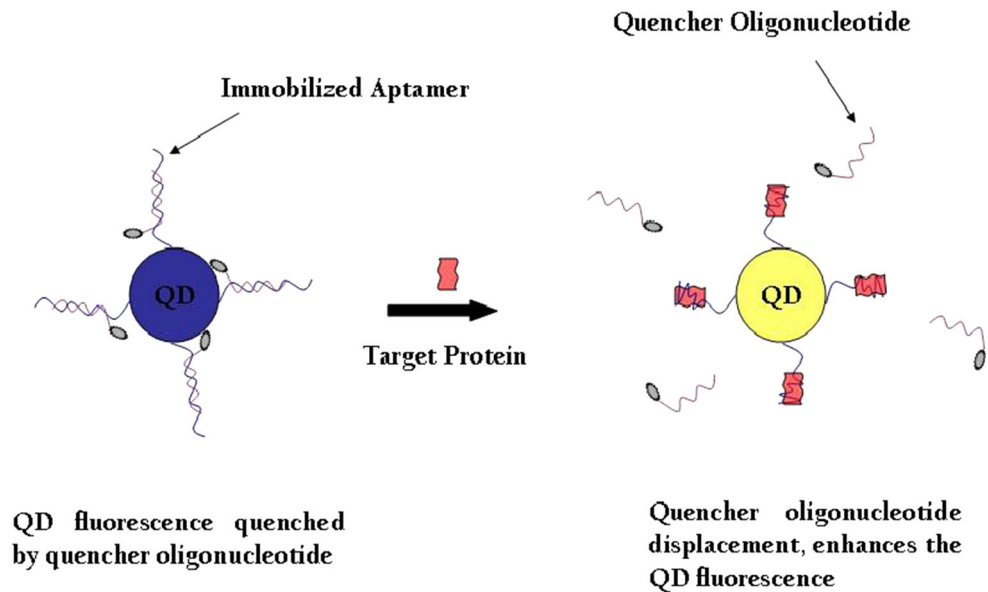 Quencher Oligonucleotide
Immobilized Aptamer
QD
QD
Target Protein
QD fluorescence quenched
by quencher oligonucleotide
Quencher oligonucleotide
displacement, enhances the
QD fluorescence